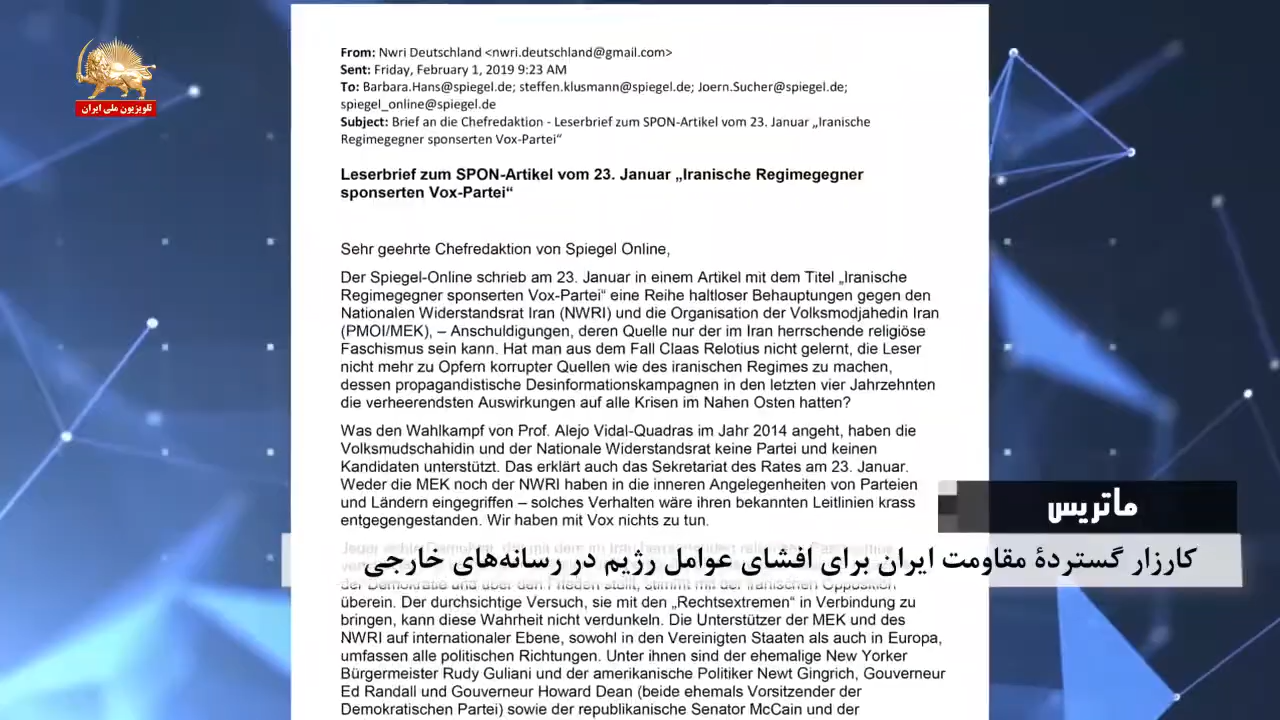 تلویزیون ملی ایران
From: Nwri Deutschland <nwri.deutschland@gmail.com>
Sent: Friday, February 1, 2019 9:23 AM
To: Barbara.Hans@spiegel.de; steffen.klusmann@spiegel.de; Joern.Sucher@spiegel.de;
spiegel_online@spiegel.de
Subject: Brief an die Chefredaktion - Leserbrief zum SPON-Artikel vom 23. Januar „Iranische
Regimegegner sponserten Vox-Partei“
Leserbrief zum SPON-Artikel vom 23. Januar „Iranische Regimegegner
sponserten Vox-Partei“
Sehr geehrte Chefredaktion von Spiegel Online,
Der Spiegel-Online schrieb am 23. Januar in einem Artikel mit dem Titel „Iranische
Regimegegner sponserten Vox-Partei“ eine Reihe haltloser Behauptungen gegen den
Nationalen Widerstandsrat Iran (NWRI) und die Organisation der Volksmodjahedin Iran
(PMOI/MEK), – Anschuldigungen, deren Quelle nur der im Iran herrschende religiöse
Faschismus sein kann. Hat man aus dem Fall Claas Relotius nicht gelernt, die Leser
nicht mehr zu Opfern korrupter Quellen wie des iranischen Regimes zu machen,
dessen propagandistische Desinformationskampagnen in den letzten vier Jahrzehnten
die verheerendsten Auswirkungen auf alle Krisen im Nahen Osten hatten?
Was den Wahlkampf von Prof. Alejo Vidal-Quadras im Jahr 2014 angeht, haben die
Volksmudschahidin und der Nationale Widerstandsrat keine Partei und keinen
Kandidaten unterstützt. Das erklärt auch das Sekretariat des Rates am 23. Januar.
Weder die MEK noch der NWRI haben in die inneren Angelegenheiten von Parteien
und Ländern eingegriffen – solches Verhalten wäre ihren bekannten Leitlinien krass
entgegengestanden. Wir haben mit Vox nichts zu tun.
ماتریس
کارزار گستردهٔ مقاومت ایران برای افشای عوامل رژیم در رسانه‌های خارجی
der Demokratie und über den Frieden stellt, stimmt mit der iranischen Opposition
überein. Der durchsichtige Versuch, sie mit den „Rechtsextremen“ in Verbindung zu
bringen, kann diese Wahrheit nicht verdunkeln. Die Unterstützer der MEK und des
NWRI auf internationaler Ebene, sowohl in den Vereinigten Staaten als auch in Europa,
umfassen alle politischen Richtungen. Unter ihnen sind der ehemalige New Yorker
Bürgermeister Rudy Guliani und der amerikanische Politiker Newt Gingrich, Gouverneur
Ed Randall und Gouverneur Howard Dean (beide ehemals Vorsitzender der
Demokratischen Partei) sowie der republikanische Senator McCain und der